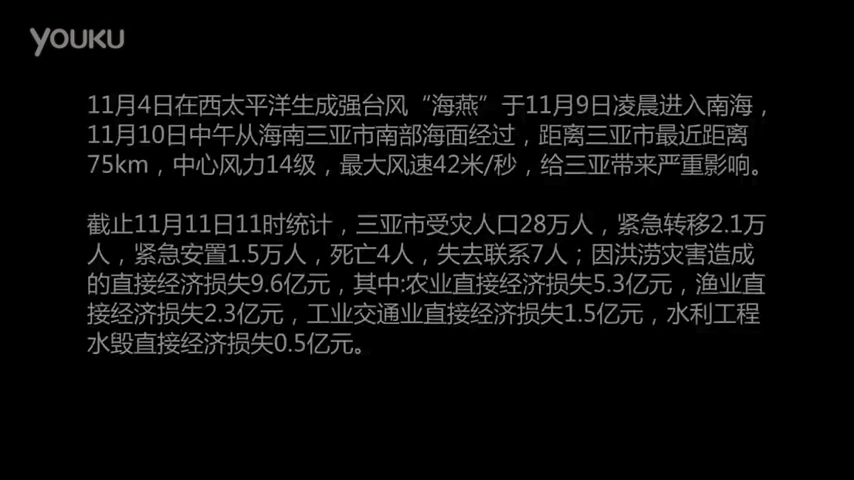 YOUKU
11月4日在西太平洋生成强台风“海燕”于11月9日凌晨进入南海，
11月10日中午从海南三亚市南部海面经过，距离三亚市最近距离
75km，中心风力14级，最大风速42米/秒，给三亚带来严重影响。
截止11月11日11时统计，三亚市受灾人口28万人，紧急转移2.1万
人，紧急安置1.5万人，死亡4人，失去联系7人；因洪涝灾害造成
的直接经济损失9.6亿元，其中:农业直接经济损失5.3亿元，渔业直
接经济损失2.3亿元，工业交通业直接经济损失1.5亿元，水利工程
水毁直接经济损失0.5亿元。